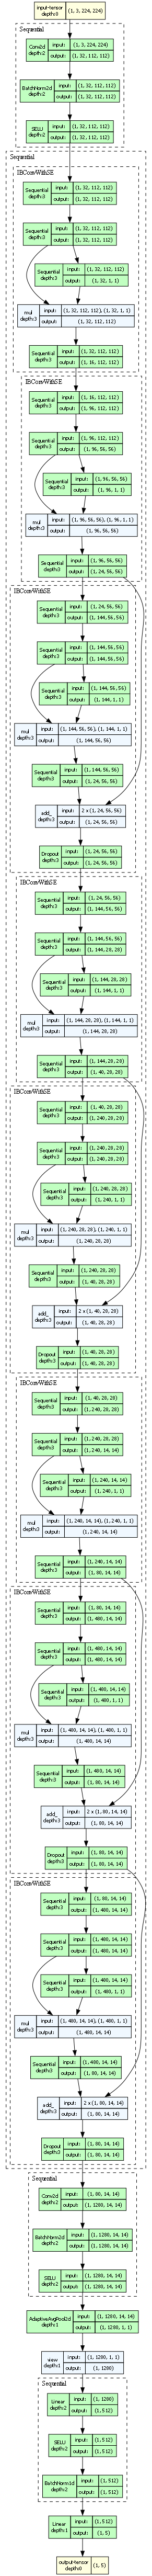 input-tensor
depth:0
(1, 3, 224, 224)
Sequential
Conv2d
depth:2
input: (1, 3, 224, 224)
output: (1, 32, 112, 112)
BatchNorm2d
depth:2
input: (1, 32, 112, 112)
output: (1, 32, 112, 112)
SELU
depth:2
input: (1, 32, 112, 112)
output: (1, 32, 112, 112)
Sequential
IBConvWithSE
Sequential
depth:3
input: (1, 32, 112, 112)
output: (1, 32, 112, 112)
Sequential
depth:3
input: (1, 32, 112, 112)
output: (1, 32, 112, 112)
Sequential
depth:3
input: (1, 32, 112, 112)
output: (1, 32, 1, 1)
mul
depth:3
input: (1, 32, 112, 112), (1, 32, 1, 1)
output: (1, 32, 112, 112)
Sequential
depth:3
input: (1, 32, 112, 112)
output: (1, 16, 112, 112)
IBConvWithSE
Sequential
depth:3
input: (1, 16, 112, 112)
output: (1, 96, 112, 112)
Sequential
depth:3
input: (1, 96, 112, 112)
output: (1, 96, 56, 56)
Sequential
depth:3
input: (1, 96, 56, 56)
output: (1, 96, 1, 1)
mul
depth:3
input: (1, 96, 56, 56), (1, 96, 1, 1)
output: (1, 96, 56, 56)
Sequential
depth:3
input: (1, 96, 56, 56)
output: (1, 24, 56, 56)
IBConvWithSE
Sequential
depth:3
input: (1, 24, 56, 56)
output: (1, 144, 56, 56)
Sequential
depth:3
input: (1, 144, 56, 56)
output: (1, 144, 56, 56)
Sequential
depth:3
input: (1, 144, 56, 56)
output: (1, 144, 1, 1)
mul
depth:3
input: (1, 144, 56, 56), (1, 144, 1, 1)
output: (1, 144, 56, 56)
Sequential
depth:3
input: (1, 144, 56, 56)
output: (1, 24, 56, 56)
add_
depth:3
input: 2 x (1, 24, 56, 56)
output: (1, 24, 56, 56)
Dropout
depth:3
input: (1, 24, 56, 56)
output: (1, 24, 56, 56)
IBConvWithSE
Sequential
depth:3
input: (1, 24, 56, 56)
output: (1, 144, 56, 56)
Sequential
depth:3
input: (1, 144, 56, 56)
output: (1, 144, 28, 28)
Sequential
depth:3
input: (1, 144, 28, 28)
output: (1, 144, 1, 1)
mul
depth:3
input: (1, 144, 28, 28), (1, 144, 1, 1)
output: (1, 144, 28, 28)
Sequential
depth:3
input: (1, 144, 28, 28)
output: (1, 40, 28, 28)
IBConvWithSE
Sequential
depth:3
input: (1, 40, 28, 28)
output: (1, 240, 28, 28)
Sequential
depth:3
input: (1, 240, 28, 28)
output: (1, 240, 28, 28)
Sequential
depth:3
input: (1, 240, 28, 28)
output: (1, 240, 1, 1)
mul
depth:3
input: (1, 240, 28, 28), (1, 240, 1, 1)
output: (1, 240, 28, 28)
Sequential
depth:3
input: (1, 240, 28, 28)
output: (1, 40, 28, 28)
add_
depth:3
input: 2 x (1, 40, 28, 28)
output: (1, 40, 28, 28)
Dropout
depth:3
input: (1, 40, 28, 28)
output: (1, 40, 28, 28)
IBConvWithSE
Sequential
depth:3
input: (1, 40, 28, 28)
output: (1, 240, 28, 28)
Sequential
depth:3
input: (1, 240, 28, 28)
output: (1, 240, 14, 14)
Sequential
depth:3
input: (1, 240, 14, 14)
output: (1, 240, 1, 1)
mul
depth:3
input: (1, 240, 14, 14), (1, 240, 1, 1)
output: (1, 240, 14, 14)
Sequential
depth:3
input: (1, 240, 14, 14)
output: (1, 80, 14, 14)
IBConvWithSE
Sequential
depth:3
input: (1, 80, 14, 14)
output: (1, 480, 14, 14)
Sequential
depth:3
input: (1, 480, 14, 14)
output: (1, 480, 14, 14)
Sequential
depth:3
input: (1, 480, 14, 14)
output: (1, 480, 1, 1)
mul
depth:3
input: (1, 480, 14, 14), (1, 480, 1, 1)
output: (1, 480, 14, 14)
Sequential
depth:3
input: (1, 480, 14, 14)
output: (1, 80, 14, 14)
add_
depth:3
input: 2 x (1, 80, 14, 14)
output: (1, 80, 14, 14)
Dropout
depth:3
input: (1, 80, 14, 14)
output: (1, 80, 14, 14)
IBConvWithSE
Sequential
depth:3
input: (1, 80, 14, 14)
output: (1, 480, 14, 14)
Sequential
depth:3
input: (1, 480, 14, 14)
output: (1, 480, 14, 14)
Sequential
depth:3
input: (1, 480, 14, 14)
output: (1, 480, 1, 1)
mul
depth:3
input: (1, 480, 14, 14), (1, 480, 1, 1)
output: (1, 480, 14, 14)
Sequential
depth:3
input: (1, 480, 14, 14)
output: (1, 80, 14, 14)
add_
depth:3
input: 2 x (1, 80, 14, 14)
output: (1, 80, 14, 14)
Dropout
depth:3
input: (1, 80, 14, 14)
output: (1, 80, 14, 14)
Sequential
Conv2d
depth:2
input: (1, 80, 14, 14)
output: (1, 1280, 14, 14)
BatchNorm2d
depth:2
input: (1, 1280, 14, 14)
output: (1, 1280, 14, 14)
SELU
depth:2
input: (1, 1280, 14, 14)
output: (1, 1280, 14, 14)
AdaptiveAvgPool2d
depth:1
input: (1, 1280, 14, 14)
output: (1, 1280, 1, 1)
view
depth:1
input: (1, 1280, 1, 1)
output: (1, 1280)
Sequential
Linear
depth:2
input: (1, 1280)
output: (1, 512)
SELU
depth:2
input: (1, 512)
output: (1, 512)
BatchNorm1d
depth:2
input: (1, 512)
output: (1, 512)
Linear
depth:1
input: (1, 512)
output: (1, 5)
output-tensor
depth:0
(1, 5)